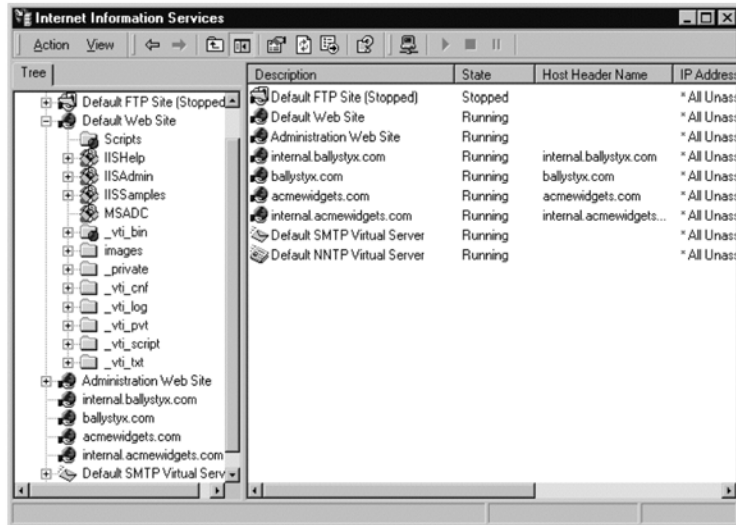 Internet Information Services
Action View
Tree
Default FTP Site (Stopped
Default Web Site
Scripts
IISHelp
IISAdmin
IISSamples
MSADC
_vti_bin
images
_private
_vti_cnf
_vti_log
_vti_pvt
_vti_script
_vti_txt
Administration Web Site
internal.ballystyx.com
ballystyx.com
acmewidgets.com
internal.acmewidgets.com
Default SMTP Virtual Serv
Description State Host Header Name IP Address
Default FTP Site (Stopped) Stopped * All Unass
Default Web Site Running * All Unass
Administration Web Site Running * All Unass
internal.ballystyx.com Running internal.ballystyx.com * All Unass
ballystyx.com Running ballystyx.com * All Unass
acmewidgets.com Running acmewidgets.com * All Unass
internal.acmewidgets.com Running internal.acmewidgets... * All Unass
Default SMTP Virtual Server Running * All Unass
Default NNTP Virtual Server Running * All Unass